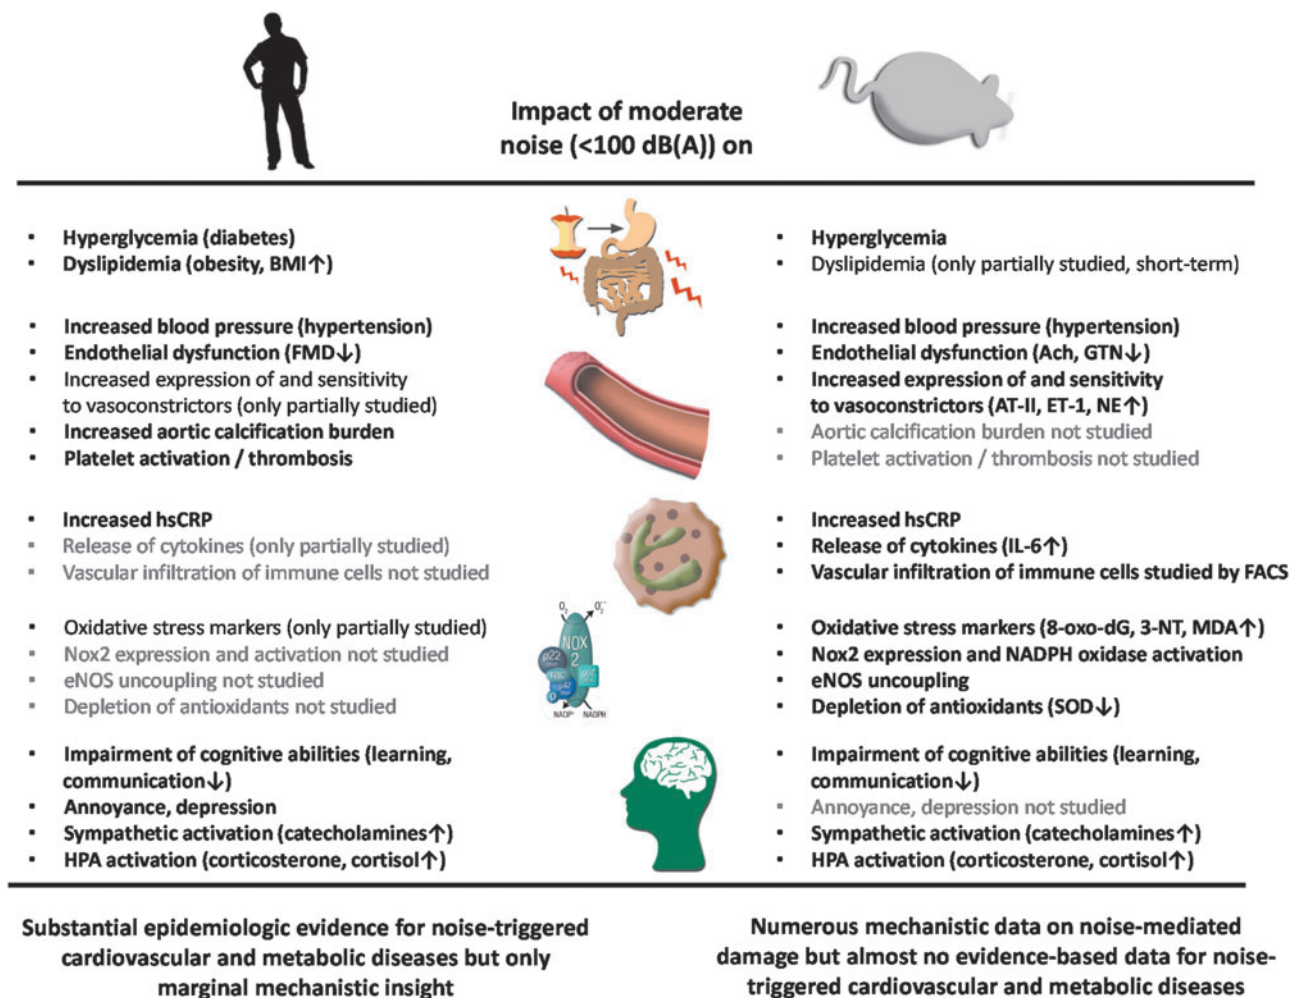 Impact of moderate
noise (<100 dB(A)) on
▪ Hyperglycemia (diabetes)
▪ Dyslipidemia (obesity, BMI↑)
▪ Increased blood pressure (hypertension)
▪ Endothelial dysfunction (FMD↓)
▪ Increased expression of and sensitivity
to vasoconstrictors (only partially studied)
▪ Increased aortic calcification burden
▪ Platelet activation / thrombosis
▪ Increased hsCRP
▪ Release of cytokines (only partially studied)
▪ Vascular infiltration of immune cells not studied
▪ Oxidative stress markers (only partially studied)
▪ Nox2 expression and activation not studied
▪ eNOS uncoupling not studied
▪ Depletion of antioxidants not studied
▪ Impairment of cognitive abilities (learning,
communication↓)
▪ Annoyance, depression
▪ Sympathetic activation (catecholamines↑)
▪ HPA activation (corticosterone, cortisol↑)
O₂ O₂
NOX
2
p22
NADP⁺ NADPH
▪ Hyperglycemia
▪ Dyslipidemia (only partially studied, short-term)
▪ Increased blood pressure (hypertension)
▪ Endothelial dysfunction (Ach, GTN↓)
▪ Increased expression of and sensitivity
to vasoconstrictors (AT-II, ET-1, NE↑)
▪ Aortic calcification burden not studied
▪ Platelet activation / thrombosis not studied
▪ Increased hsCRP
▪ Release of cytokines (IL-6↑)
▪ Vascular infiltration of immune cells studied by FACS
▪ Oxidative stress markers (8-oxo-dG, 3-NT, MDA↑)
▪ Nox2 expression and NADPH oxidase activation
▪ eNOS uncoupling
▪ Depletion of antioxidants (SOD↓)
▪ Impairment of cognitive abilities (learning,
communication↓)
▪ Annoyance, depression not studied
▪ Sympathetic activation (catecholamines↑)
▪ HPA activation (corticosterone, cortisol↑)
Substantial epidemiologic evidence for noise-triggered
cardiovascular and metabolic diseases but only
marginal mechanistic insight
Numerous mechanistic data on noise-mediated
damage but almost no evidence-based data for noise-
triggered cardiovascular and metabolic diseases